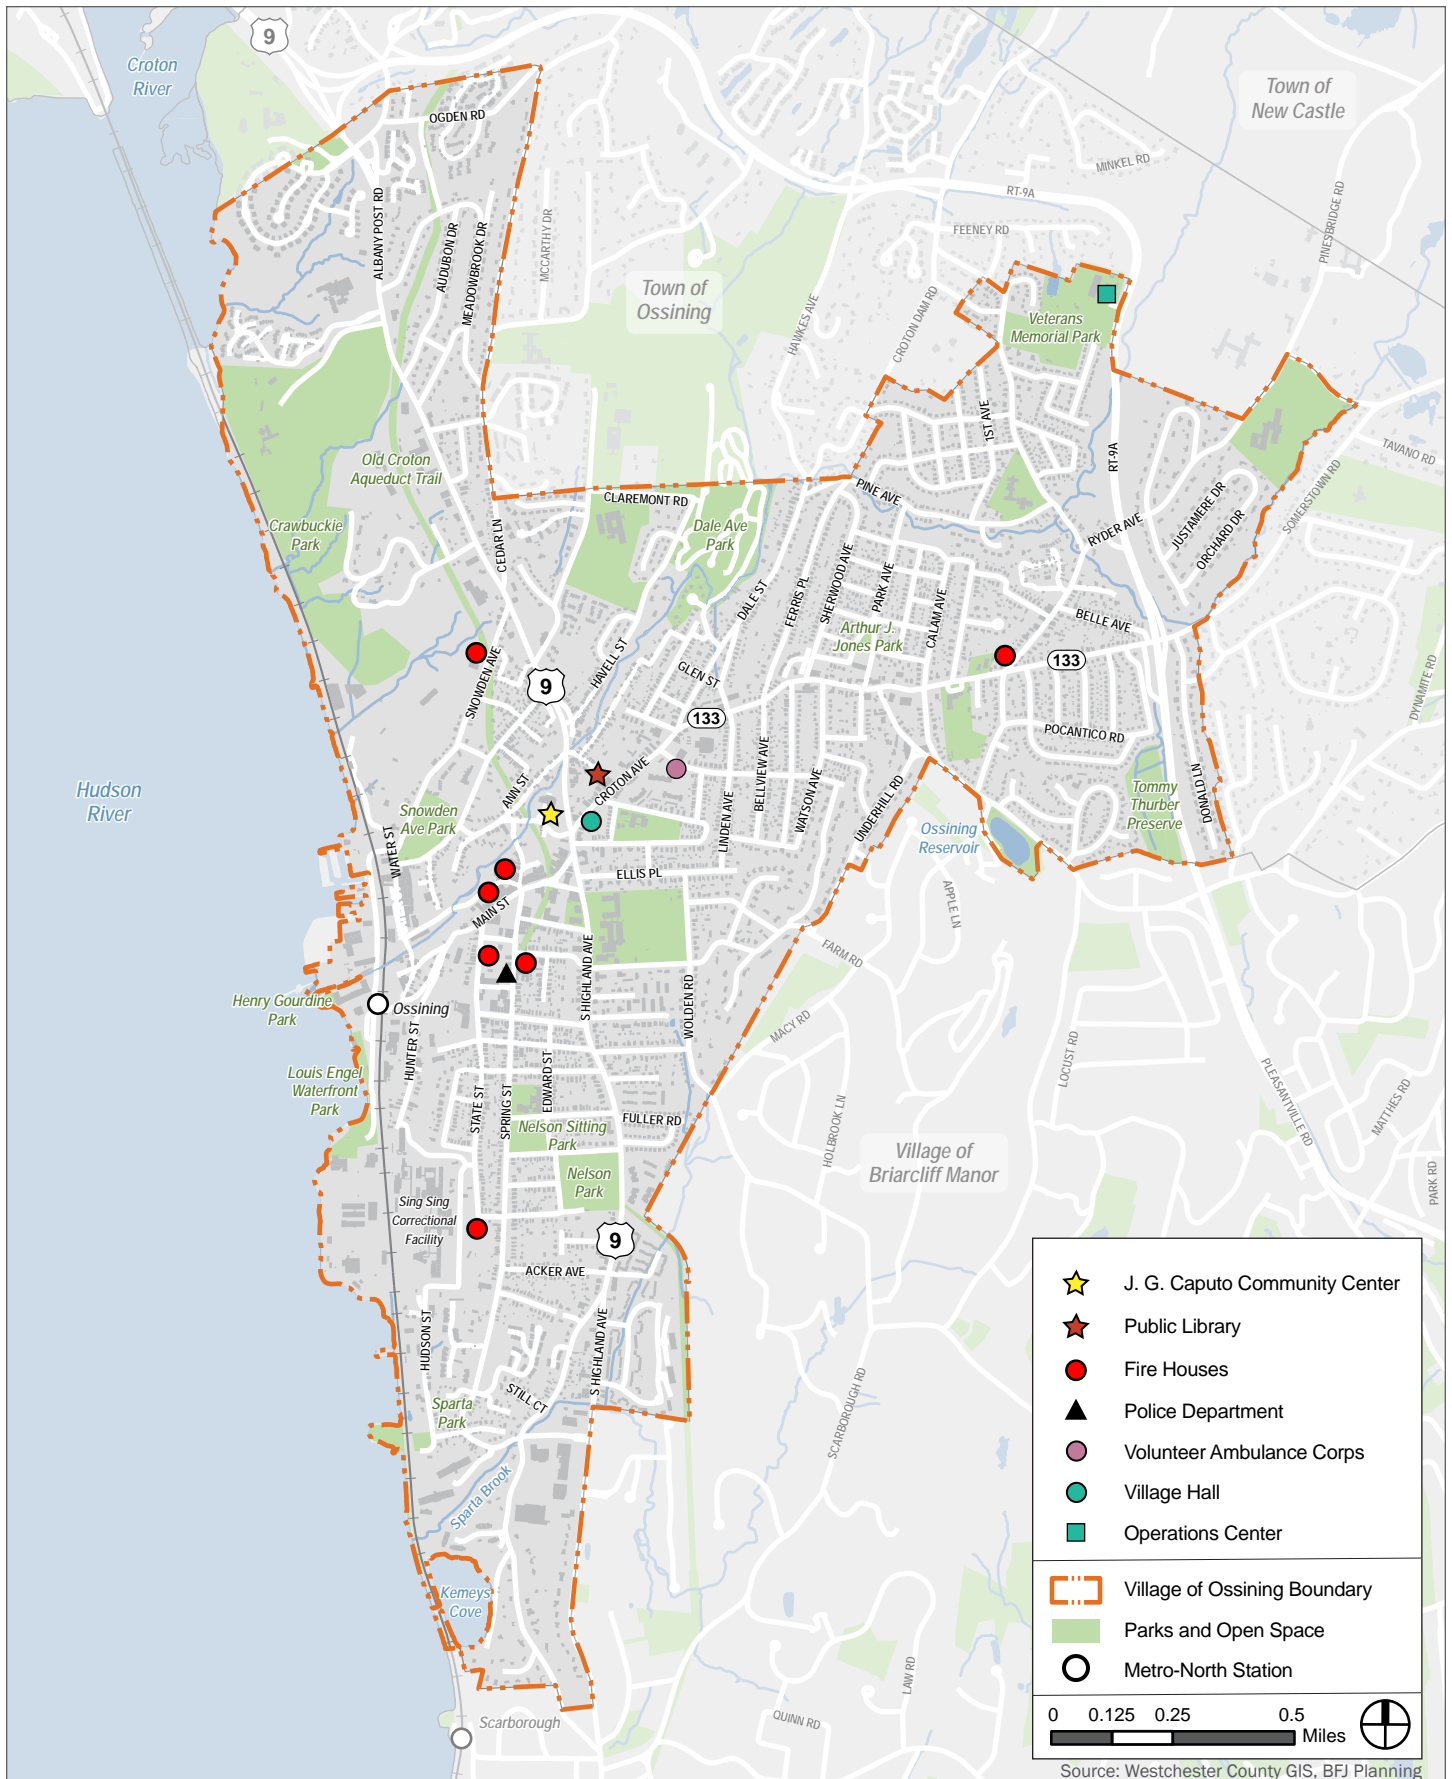 9
Croton
River
Town of
New Castle
OGDEN RD
MINKEL RD
RT-9A
ALBANY POST RD
AUDUBON DR
MEADOWBROOK DR
MCCARTHY DR
FEENEY RD
PINESBRIDGE RD
Town of
Ossining
HAWKES AVE
CROTON DAM RD
Veterans
Memorial Park
1ST AVE
RT-9A
TAVANO RD
Old Croton
Aqueduct Trail
CLAREMONT RD
PINE AVE
SOMERSTOWN RD
JUSTAMERE DR
ORCHARD DR
Crawbuckie
Park
CEDAR LN
Dale Ave
Park
RYDER AVE
DALE ST
FERRIS PL
SHERWOOD AVE
PARK AVE
CALAM AVE
Arthur J.
Jones Park
BELLE AVE
SNOWDEN AVE
HAVELL ST
GLEN ST
133
9
133
DYNAMITE RD
POCANTICO RD
Hudson
River
ANN ST
CROTON AVE
BELLVIEW AVE
WATSON AVE
LINDEN AVE
UNDERHILL RD
Tommy
Thurber
Preserve
DONALD LN
Snowden
Ave Park
Ossining
Reservoir
WATER ST
ELLIS PL
APPLE LN
MAIN ST
FARM RD
S HIGHLAND AVE
WOLDEN RD
Henry Gourdine
Park
Ossining
MACY RD
HUNTER ST
LOCUST RD
Louis Engel
Waterfront
Park
STATE ST
SPRING ST
EDWARD ST
FULLER RD
Nelson Sitting
Park
HOLBROOK LN
PLEASANTVILLE RD
MATTHES RD
Village of
Briarcliff Manor
PARK RD
Nelson
Park
Sing Sing
Correctional
Facility
9
ACKER AVE
HUDSON ST
S HIGHLAND AVE
STILL CT
SCARBOROUGH RD
Sparta
Park
Sparta Brook
Kemeys
Cove
LAW RD
QUINN RD
Scarborough
J. G. Caputo Community Center
Public Library
Fire Houses
Police Department
Volunteer Ambulance Corps
Village Hall
Operations Center
Village of Ossining Boundary
Parks and Open Space
Metro-North Station
0 0.125 0.25 0.5
Miles
Source: Westchester County GIS, BFJ Planning